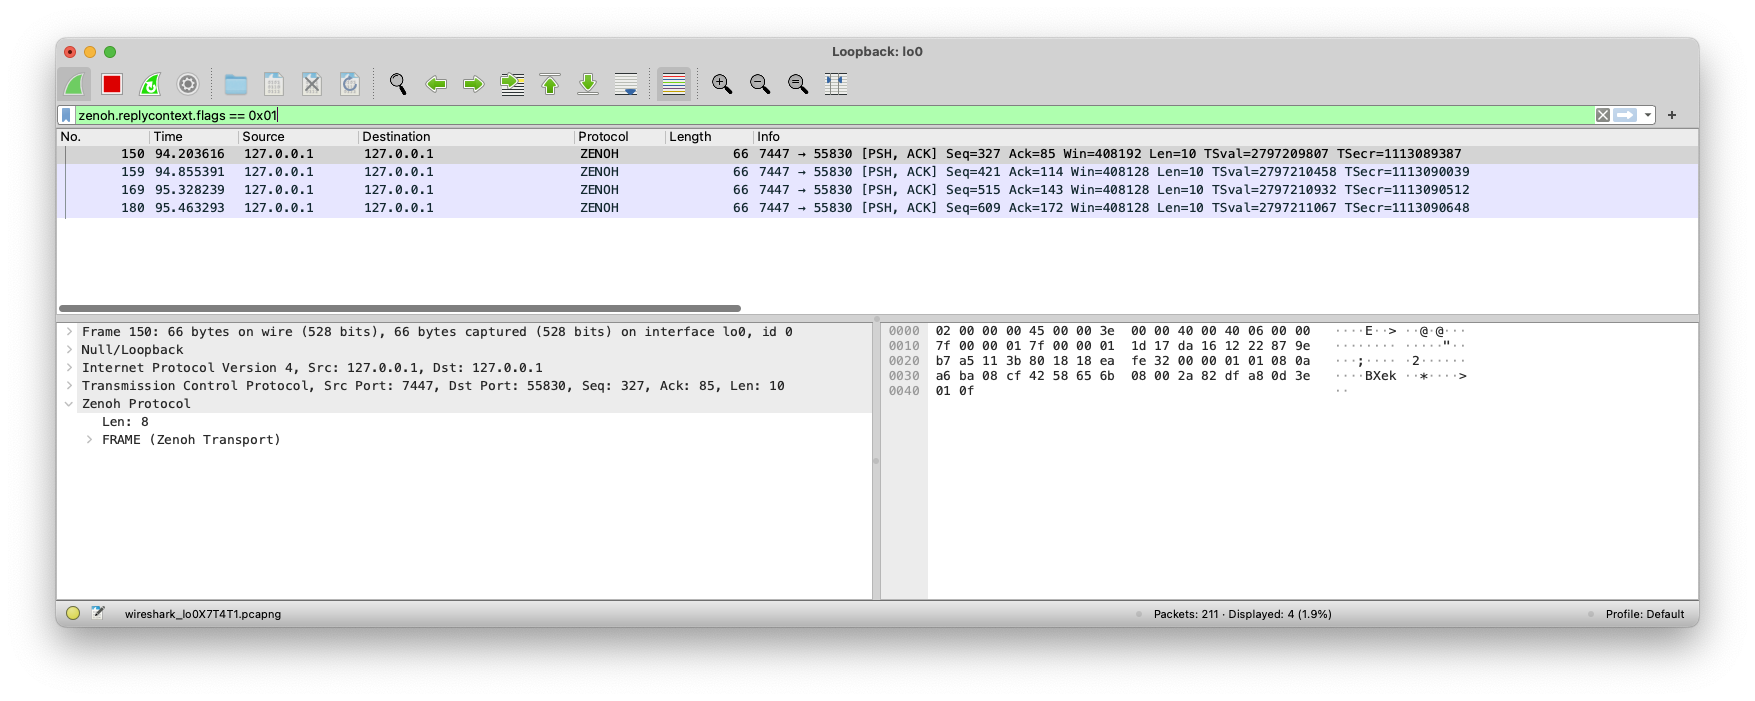 Loopback: lo0
zenoh.replycontext.flags == 0x01
+
No. Time Source Destination Protocol Length Info
150 94.203616 127.0.0.1 127.0.0.1 ZENOH 66 7447 → 55830 [PSH, ACK] Seq=327 Ack=85 Win=408192 Len=10 TSval=2797209807 TSecr=1113089387
159 94.855391 127.0.0.1 127.0.0.1 ZENOH 66 7447 → 55830 [PSH, ACK] Seq=421 Ack=114 Win=408128 Len=10 TSval=2797210458 TSecr=1113090039
169 95.328239 127.0.0.1 127.0.0.1 ZENOH 66 7447 → 55830 [PSH, ACK] Seq=515 Ack=143 Win=408128 Len=10 TSval=2797210932 TSecr=1113090512
180 95.463293 127.0.0.1 127.0.0.1 ZENOH 66 7447 → 55830 [PSH, ACK] Seq=609 Ack=172 Win=408128 Len=10 TSval=2797211067 TSecr=1113090648
Frame 150: 66 bytes on wire (528 bits), 66 bytes captured (528 bits) on interface lo0, id 0
Null/Loopback
Internet Protocol Version 4, Src: 127.0.0.1, Dst: 127.0.0.1
Transmission Control Protocol, Src Port: 7447, Dst Port: 55830, Seq: 327, Ack: 85, Len: 10
Zenoh Protocol
Len: 8
FRAME (Zenoh Transport)
0000 02 00 00 00 45 00 00 3e 00 00 40 00 40 06 00 00 ····E··> ··@·@···
0010 7f 00 00 01 7f 00 00 01 1d 17 da 16 12 22 87 9e ········ ·····"··
0020 b7 a5 11 3b 80 18 18 ea fe 32 00 00 01 01 08 0a ···;···· ·2······
0030 a6 ba 08 cf 42 58 65 6b 08 00 2a 82 df a8 0d 3e ····BXek ··*····>
0040 01 0f ··
wireshark_lo0X7T4T1.pcapng Packets: 211 · Displayed: 4 (1.9%) Profile: Default